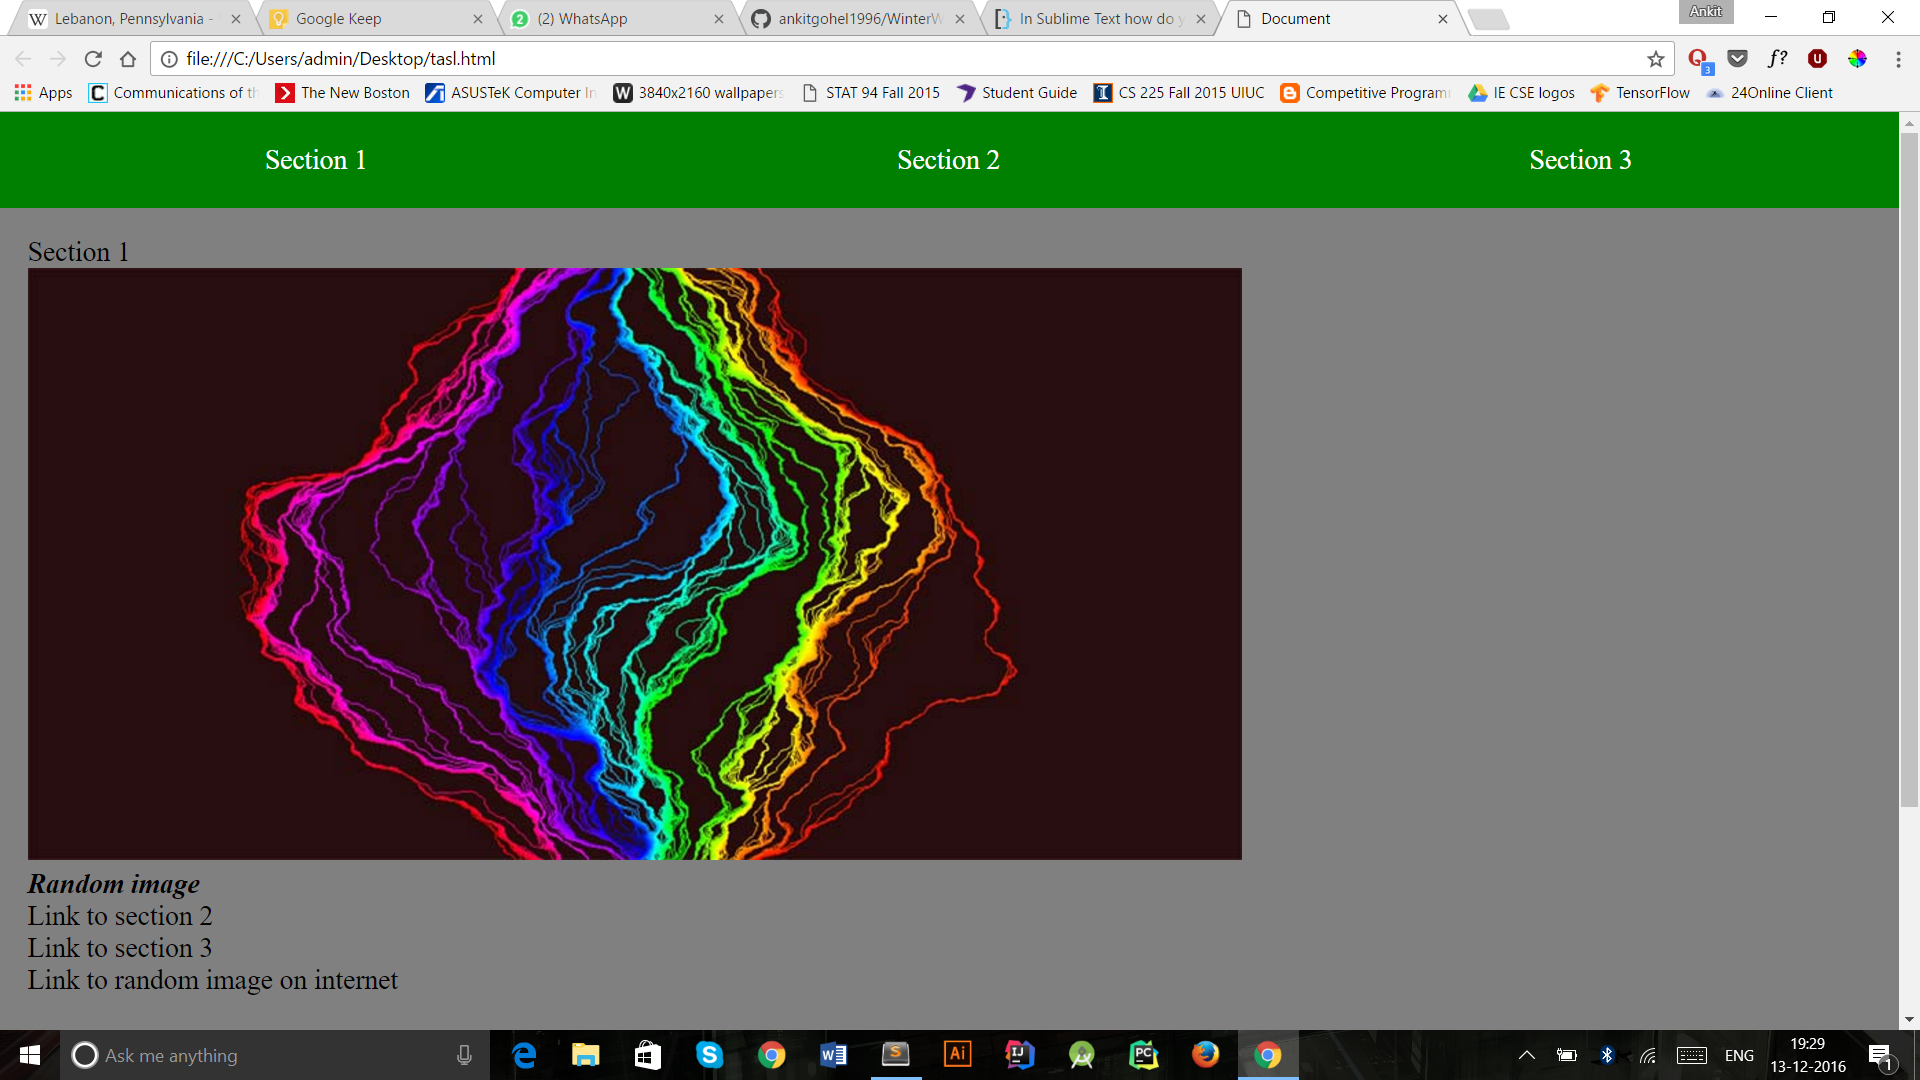 Lebanon, Pennsylvania -
Google Keep
(2) WhatsApp
ankitgohel1996/WinterW
In Sublime Text how do y
Document
Ankit
file:///C:/Users/admin/Desktop/tasl.html
3
f?
Apps
Communications of th
The New Boston
ASUSTeK Computer In
3840x2160 wallpapers
STAT 94 Fall 2015
Student Guide
CS 225 Fall 2015 UIUC
Competitive Program
IE CSE logos
TensorFlow
24Online Client
Section 1
Section 2
Section 3
Section 1
Random image
Link to section 2
Link to section 3
Link to random image on internet
Ask me anything
ENG
19:29
13-12-2016
1